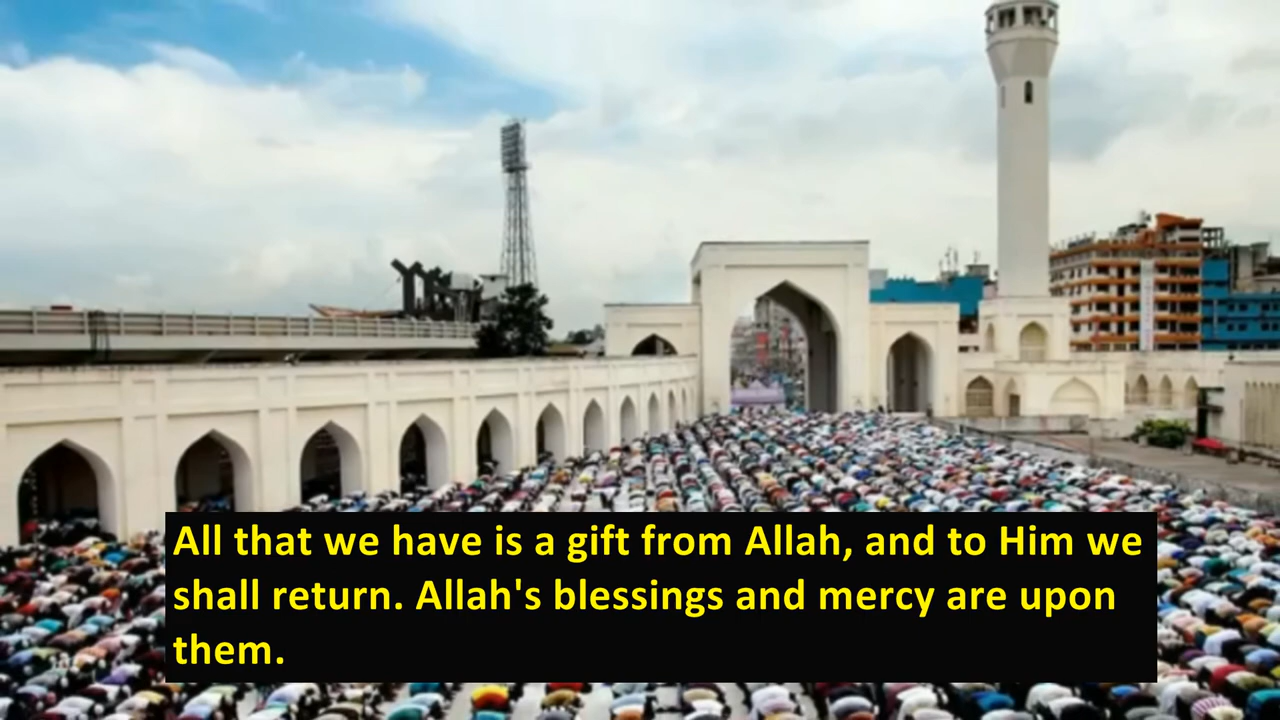 All that we have is a gift from Allah, and to Him we
shall return. Allah's blessings and mercy are upon
them.